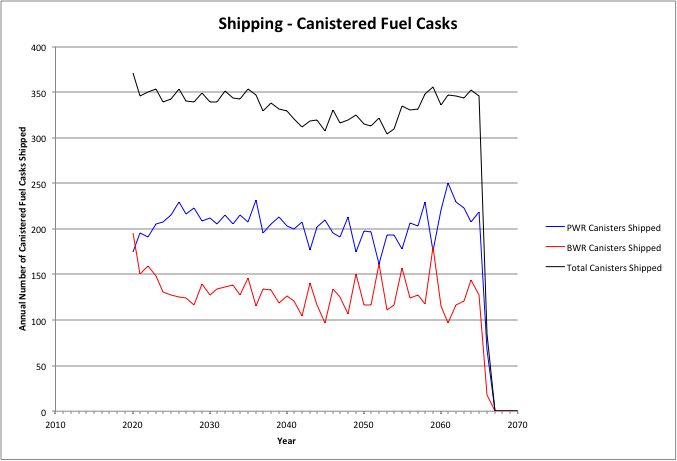 Shipping - Canistered Fuel Casks
Annual Number of Canistered Fuel Casks Shipped
400
350
300
250
200
150
100
50
0
2010 2020 2030 2040 2050 2060 2070
Year
PWR Canisters Shipped
BWR Canisters Shipped
Total Canisters Shipped